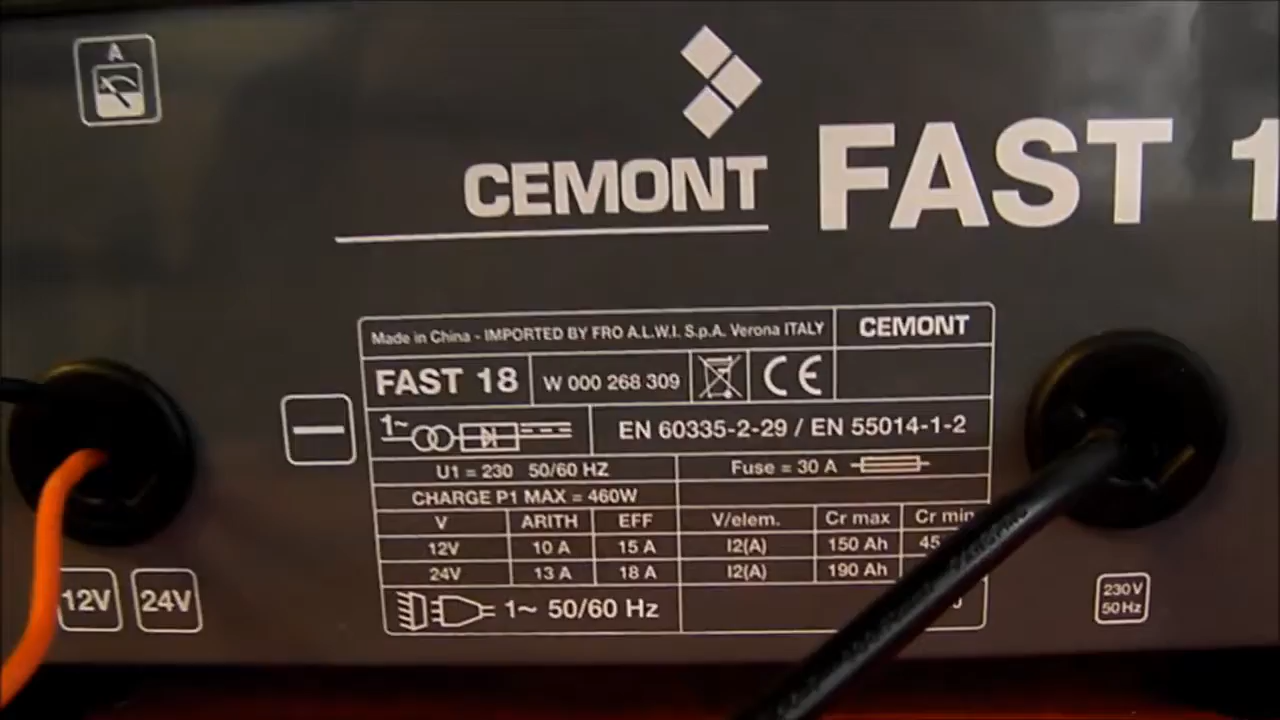 A
CEMONT
FAST 1
Made in China - IMPORTED BY FRO A.L.W.I. S.p.A. Verona ITALY CEMONT
FAST 18 W 000 268 309 CE
1~ EN 60335-2-29 / EN 55014-1-2
U1 = 230 50/60 HZ Fuse = 30 A
CHARGE P1 MAX = 460W
V ARITH EFF V/elem. Cr max Cr min
12V 10 A 15 A I2(A) 150 Ah 45
24V 13 A 18 A I2(A) 190 Ah
1~ 50/60 Hz
12V 24V
230V
50Hz